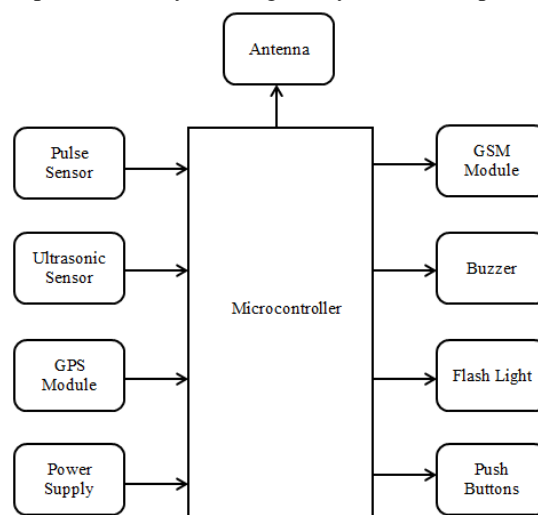 Antenna
Pulse
Sensor
GSM
Module
Ultrasonic
Sensor
Buzzer
Microcontroller
GPS
Module
Flash Light
Power
Supply
Push
Buttons